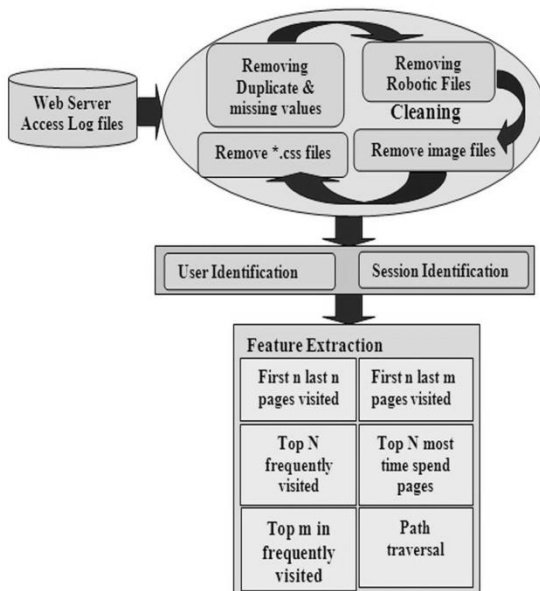 Web Server
Access Log files
Removing
Duplicate &
missing values
Removing
Robotic Files
Cleaning
Remove *.css files
Remove image files
User Identification
Session Identification
Feature Extraction
First n last n
pages visited
First n last m
pages visited
Top N
frequently
visited
Top N most
time spend
pages
Top m in
frequently
visited
Path
traversal